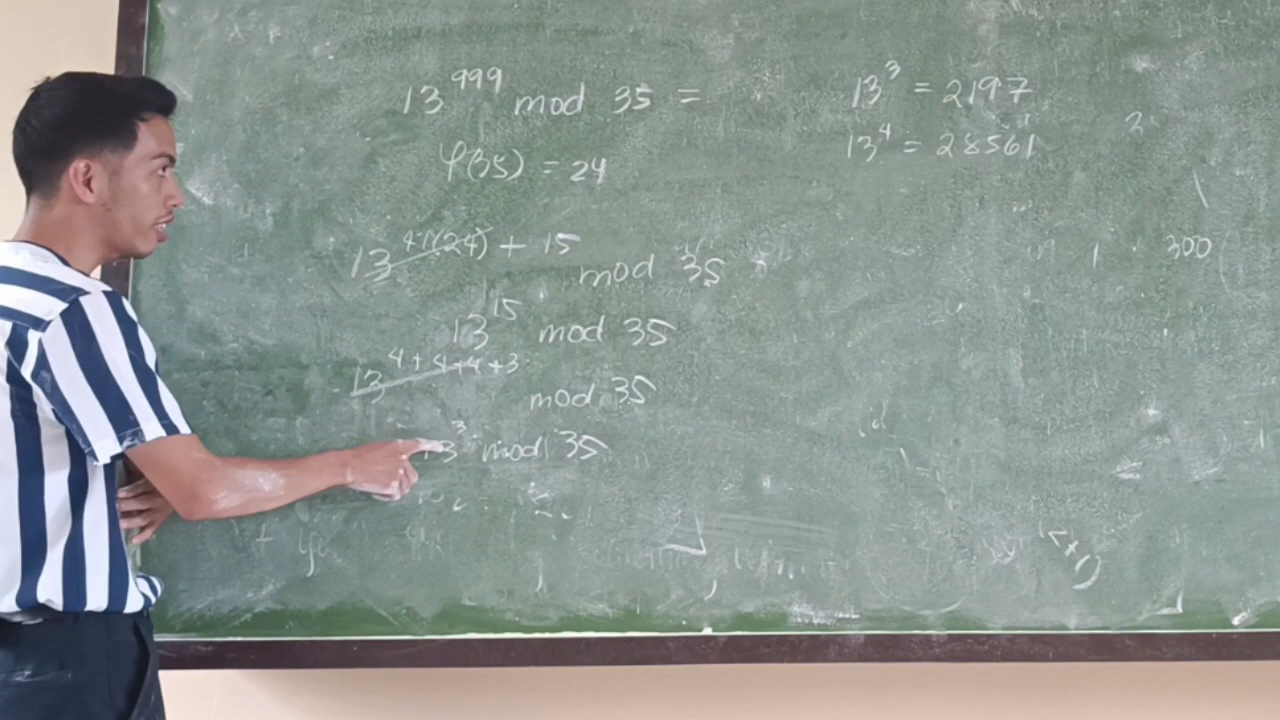 13^999 mod 35 =
φ(35) = 24
13^41(24) + 15 mod 35
13^15 mod 35
13^4+4+4+3 mod 35
13^3 mod 35
13^3 = 2197
13^4 = 28561
300